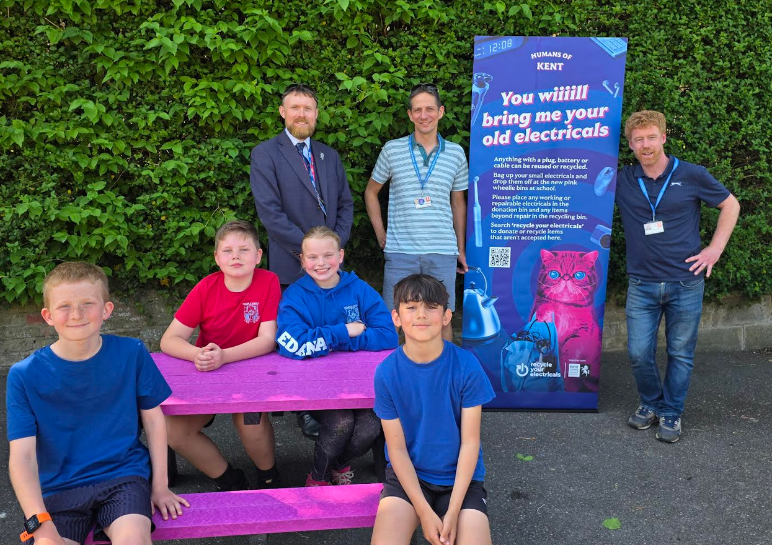 12:08
HUMANS OF
KENT
You wiiiill
bring me your
old electricals
Anything with a plug, battery or
cable can be reused or recycled.
Bag up your small electricals and
drop them off at the new pink
wheelie bins at school.
Please place any working or
repairable electricals in the
donation bin and any items
beyond repair in the recycling bin.
Search 'recycle your electricals'
to donate or recycle items
that aren't accepted here.
recycle
your
electricals
EDANA